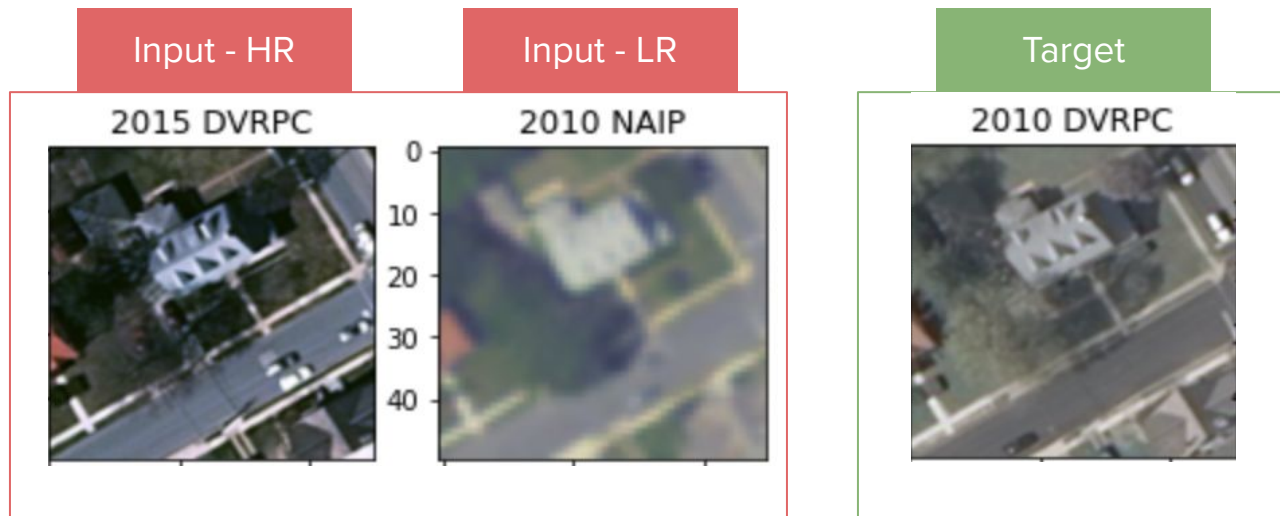 Input - HR
Input - LR
Target
2015 DVRPC
2010 NAIP
2010 DVRPC
0
10
20
30
40